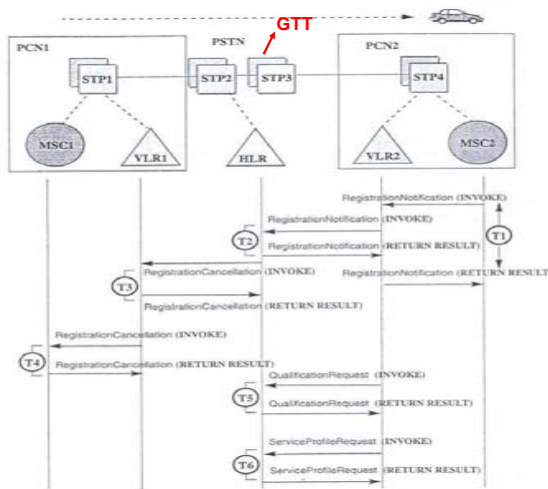 GTT
PCN1
PSTN
PCN2
STP1
STP2
STP3
STP4
MSC1
VLR1
HLR
VLR2
MSC2
RegistrationNotification (INVOKE)
RegistrationNotification (INVOKE)
T2
T1
RegistrationNotification (RETURN RESULT)
RegistrationCancellation (INVOKE)
RegistrationNotification (RETURN RESULT
T3
RegistrationCancellation (RETURN RESULT)
RegistrationCancellation (INVOKE)
T4
RegistrationCancellation (RETURN RESULT)
QualificationRequest (INVOKE)
T5
QualificationRequest (RETURN RESULT)
ServiceProfileRequest (INVOKE)
T6
ServiceProfileRequest (RETURN RESULT)